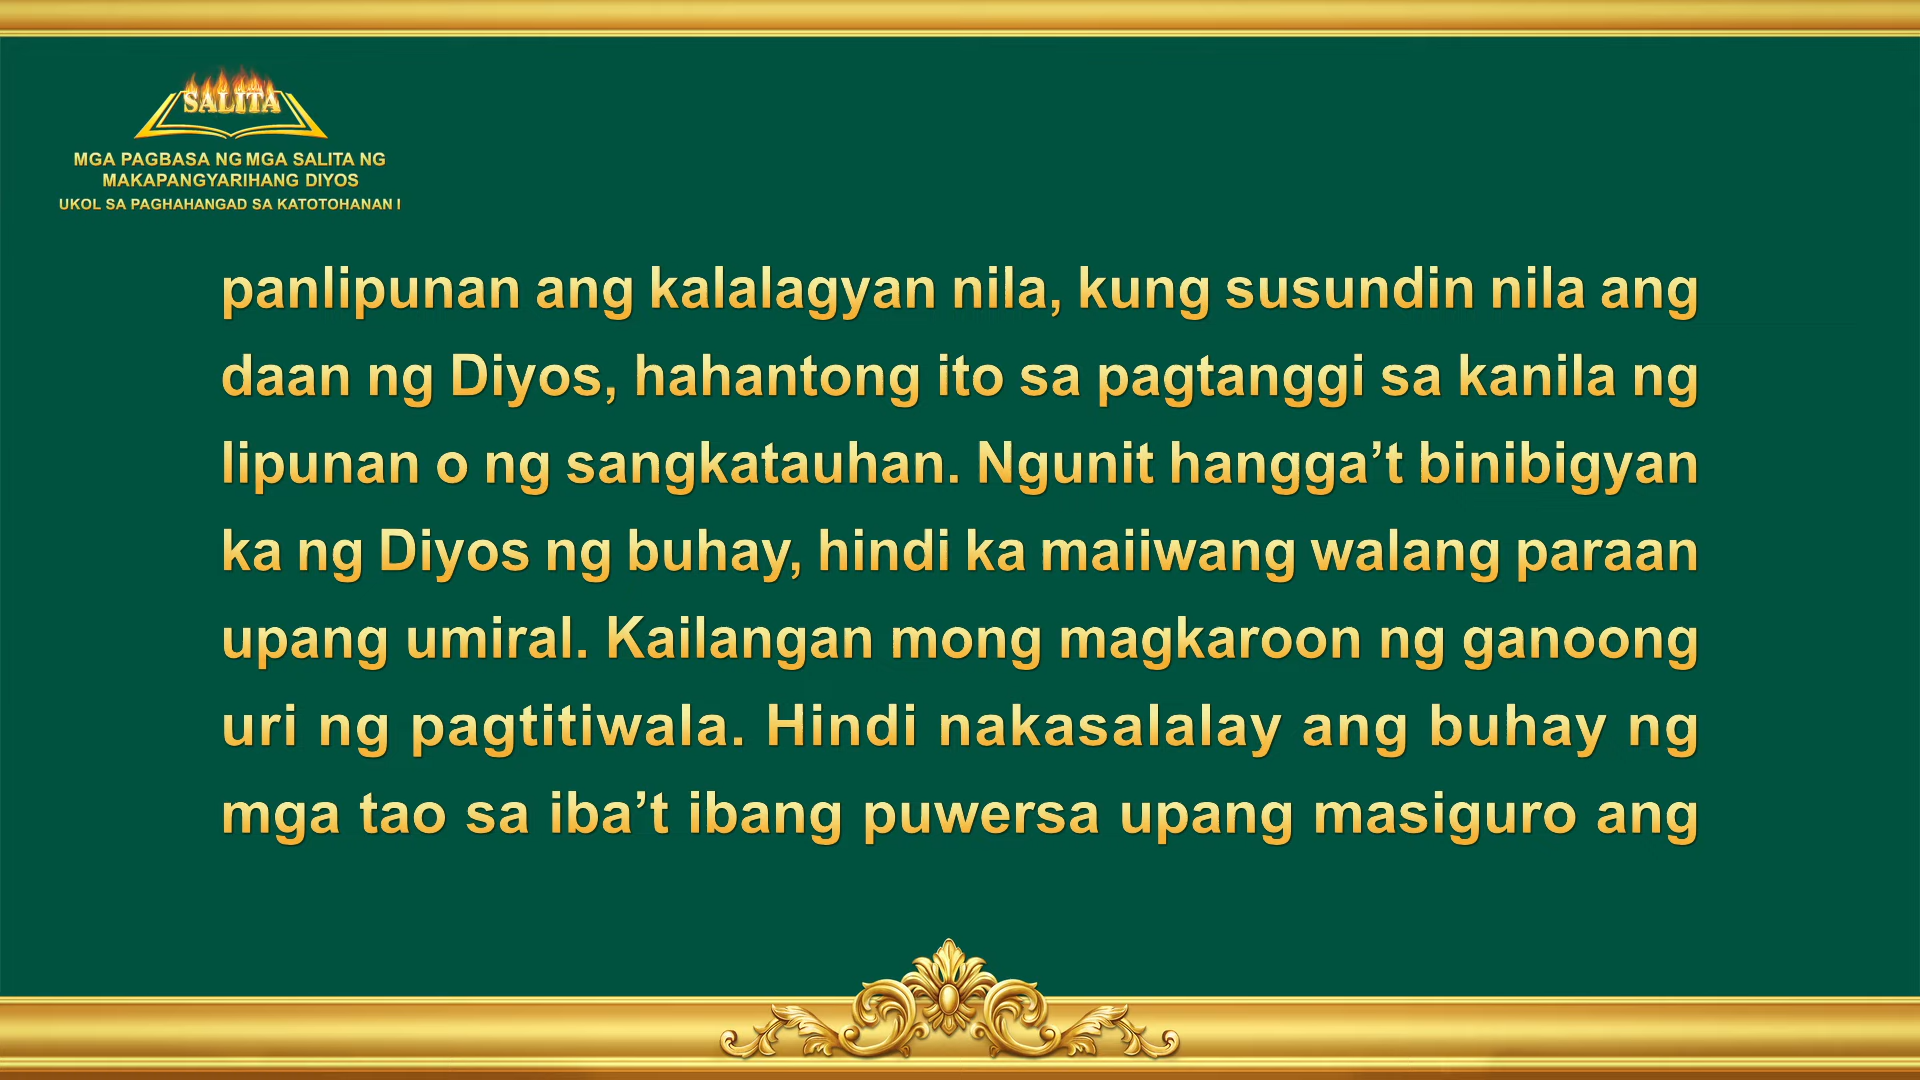 SALITA
MGA PAGBASA NG MGA SALITA NG
MAKAPANGYARIHANG DIYOS
UKOL SA PAGHAHANGAD SA KATOTOHANAN I
panlipunan ang kalalagyan nila, kung susundin nila ang
daan ng Diyos, hahantong ito sa pagtanggi sa kanila ng
lipunan o ng sangkatauhan. Ngunit hangga’t binibigyan
ka ng Diyos ng buhay, hindi ka maiiwang walang paraan
upang umiral. Kailangan mong magkaroon ng ganoong
uri ng pagtitiwala. Hindi nakasalalay ang buhay ng
mga tao sa iba’t ibang puwersa upang masiguro ang